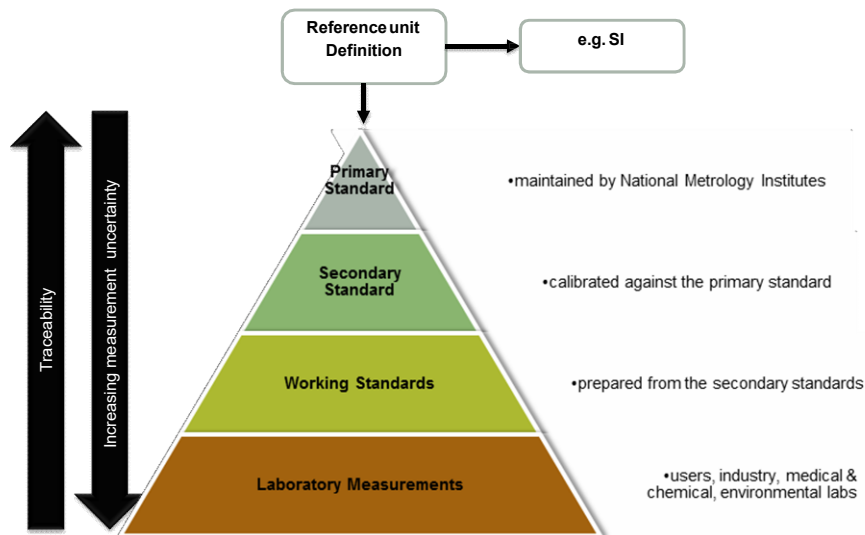 Reference unit
Definition
e.g. SI
Traceability
Increasing measurement uncertainty
Primary
Standard
•maintained by National Metrology Institutes
Secondary
Standard
•calibrated against the primary standard
Working Standards
•prepared from the secondary standards
Laboratory Measurements
•users, industry, medical &
chemical, environmental labs